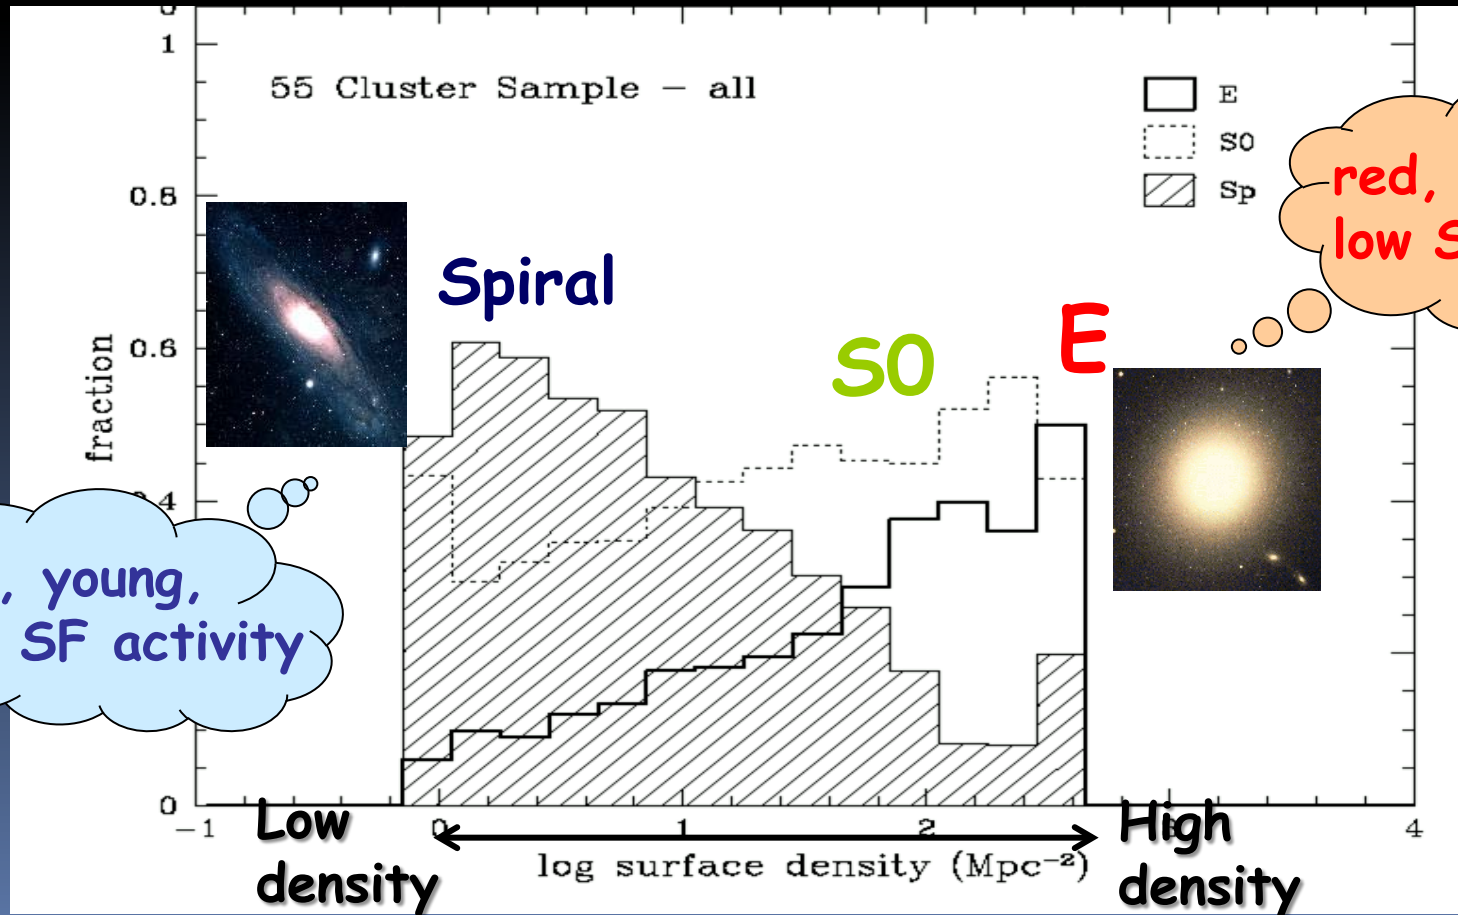 1
55 Cluster Sample - all
E
S0
Sp
red,
low S
0.8
Spiral
0.6
S0
E
fraction
, young,
SF activity
0
-1
0
1
2
4
Low
density
High
density
log surface density (Mpc⁻²)